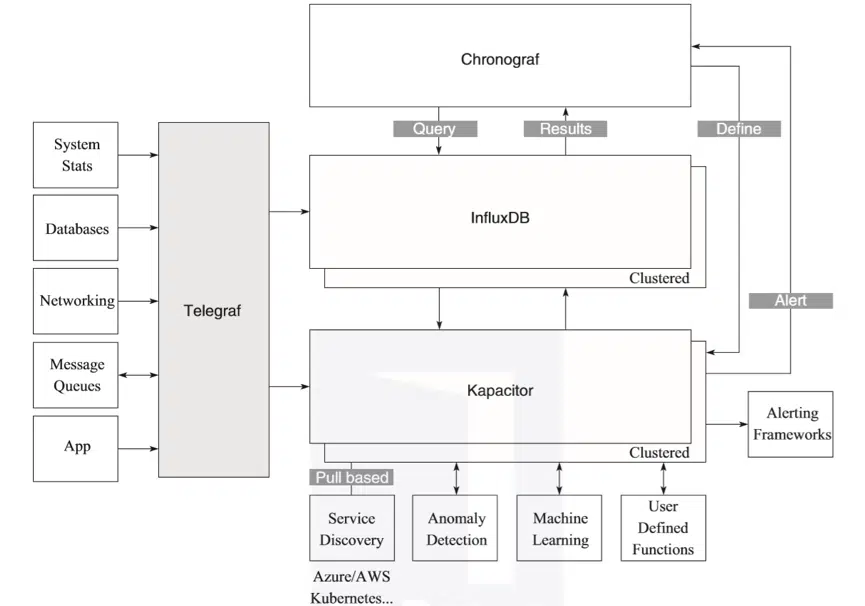 Chronograf
Query
Results
Define
System
Stats
Databases
Networking
Message
Queues
App
Telegraf
InfluxDB
Clustered
Alert
Kapacitor
Clustered
Alerting
Frameworks
Pull based
Service
Discovery
Anomaly
Detection
Machine
Learning
User
Defined
Functions
Azure/AWS
Kubernetes...